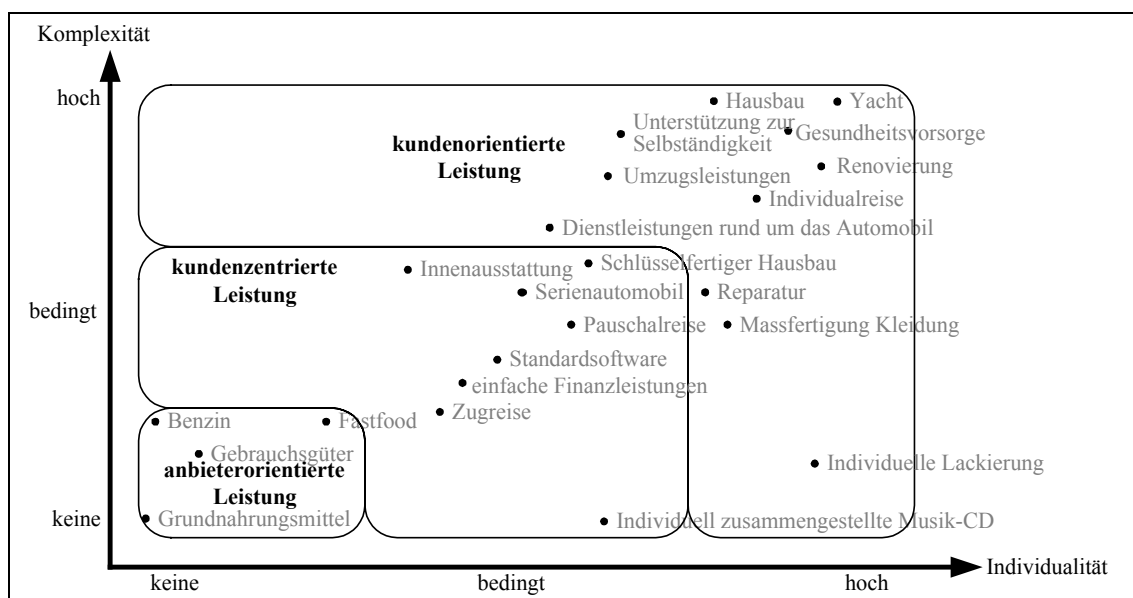 Komplexität
hoch
Hausbau
Yacht
Unterstützung zur
Selbständigkeit
Gesundheitsvorsorge
kundenorientierte
Leistung
Renovierung
Umzugsleistungen
Individualreise
Dienstleistungen rund um das Automobil
kundenzentrierte
Leistung
Innenausstattung
Schlüsselfertiger Hausbau
Serienautomobil
Reparatur
bedingt
Pauschalreise
Massfertigung Kleidung
Standardsoftware
einfache Finanzleistungen
Zugreise
Benzin
Fastfood
Gebrauchsgüter
anbieterorientierte
Leistung
Individuelle Lackierung
keine
Grundnahrungsmittel
Individuell zusammengestellte Musik-CD
Individualität
keine
bedingt
hoch